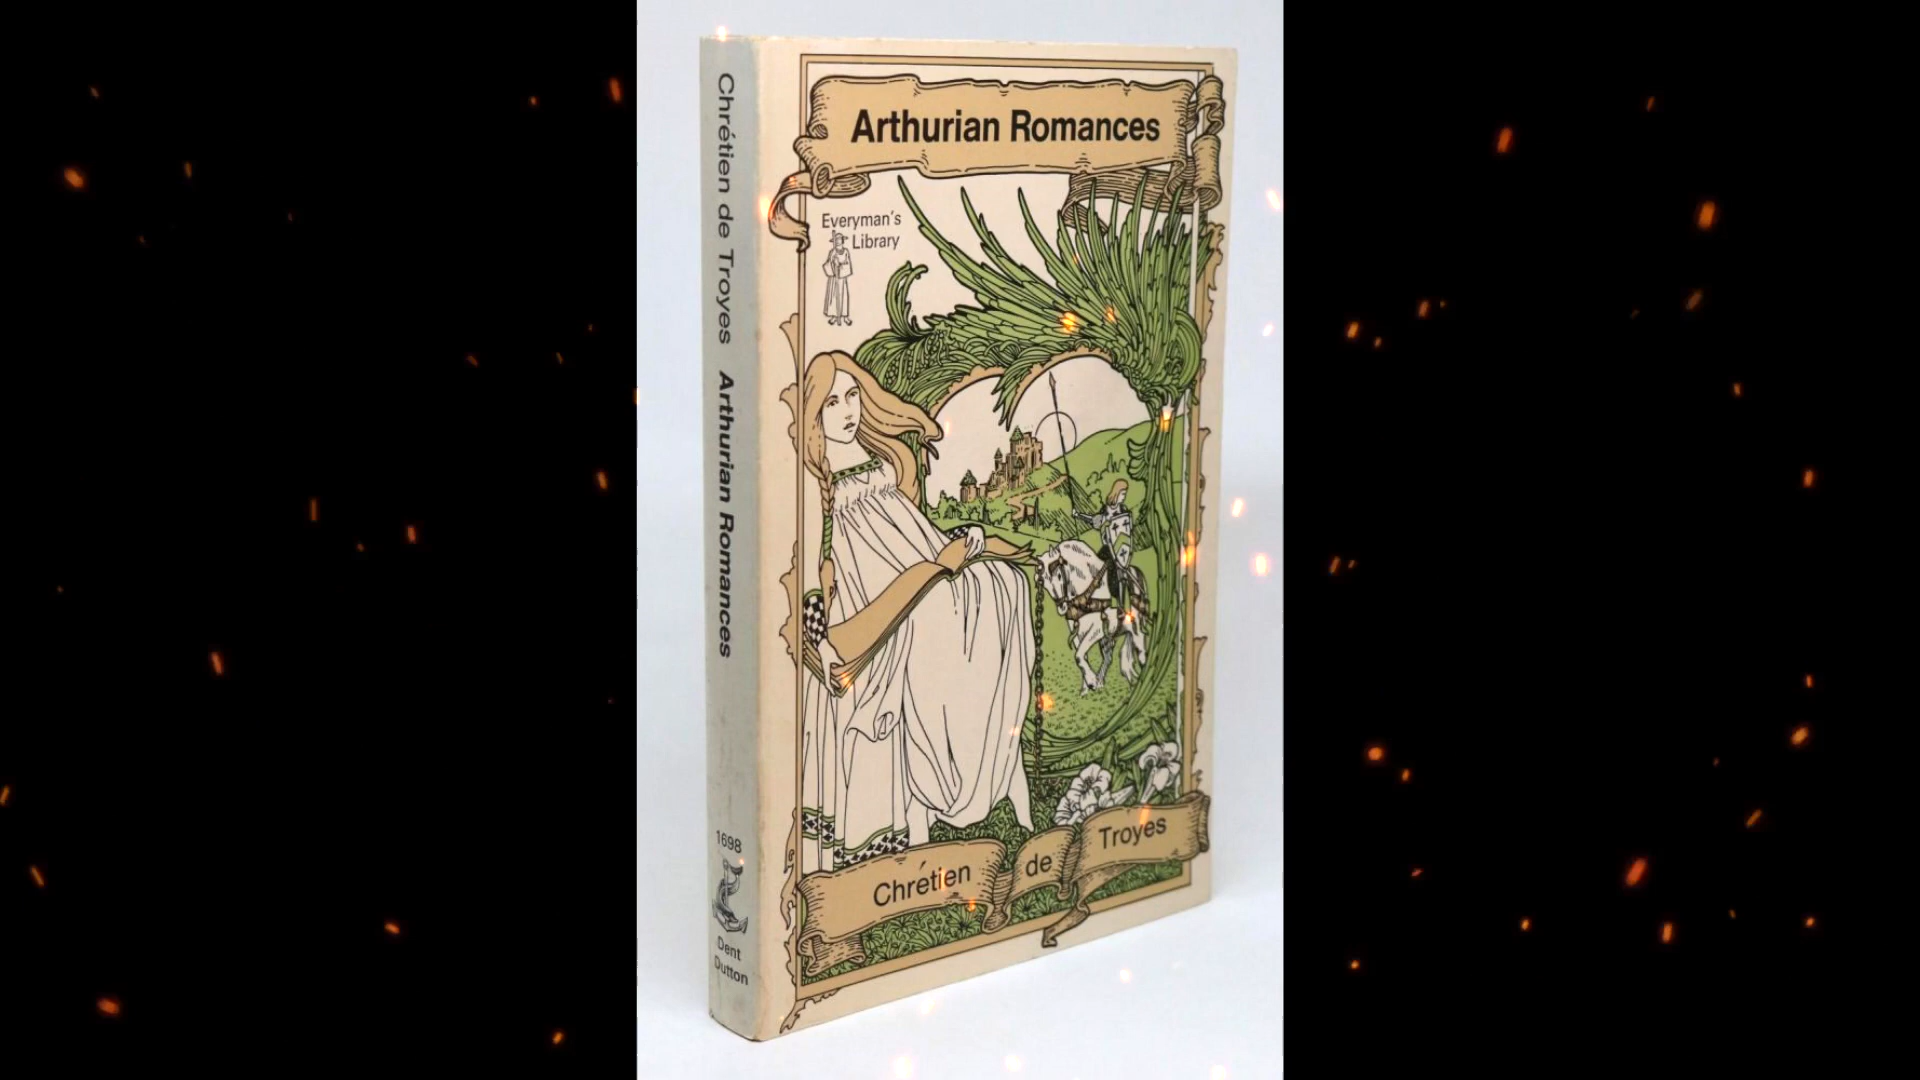 Chrétien de Troyes Arthurian Romances
1698
Dent
Dutton
Arthurian Romances
Everyman's
Library
Chrétien de Troyes